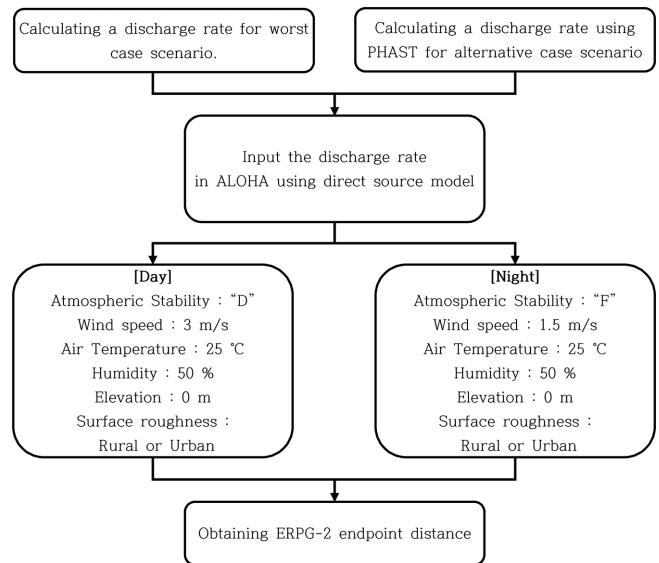 Calculating a discharge rate for worst
case scenario.
Calculating a discharge rate using
PHAST for alternative case scenario
Input the discharge rate
in ALOHA using direct source model
[Day]
Atmospheric Stability : “D”
Wind speed : 3 m/s
Air Temperature : 25 ℃
Humidity : 50 %
Elevation : 0 m
Surface roughness :
Rural or Urban
[Night]
Atmospheric Stability : “F”
Wind speed : 1.5 m/s
Air Temperature : 25 ℃
Humidity : 50 %
Elevation : 0 m
Surface roughness :
Rural or Urban
Obtaining ERPG-2 endpoint distance